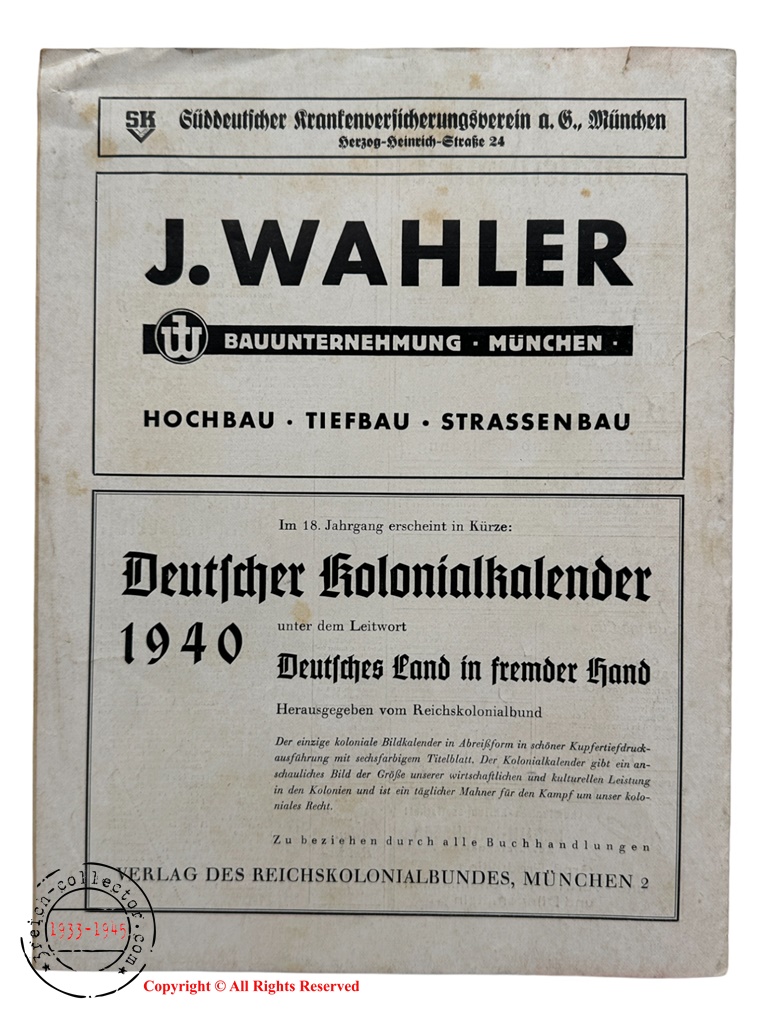 SK Süddeutscher Krankenversicherungsverein a. G., München
Herzog-Heinrich-Straße 24
J. WAHLER
W BAUUNTERNEHMUNG · MÜNCHEN ·
HOCHBAU · TIEFBAU · STRASSENBAU
Im 18. Jahrgang erscheint in Kürze:
Deutscher Kolonialkalender
1940
unter dem Leitwort
Deutsches Land in fremder Hand
Herausgegeben vom Reichskolonialbund
Der einzige koloniale Bildkalender in Abreißform in schöner Kupfertiefdruck-
ausführung mit sechsfarbigem Titelblatt. Der Kolonialkalender gibt ein an-
schauliches Bild der Größe unserer wirtschaftlichen und kulturellen Leistung
in den Kolonien und ist ein täglicher Mahner für den Kampf um unser kolo-
niales Recht.
Zu beziehen durch alle Buchhandlungen
VERLAG DES REICHSKOLONIALBUNDES, MÜNCHEN 2
3reich-collector.com
1933-1945
Copyright © All Rights Reserved